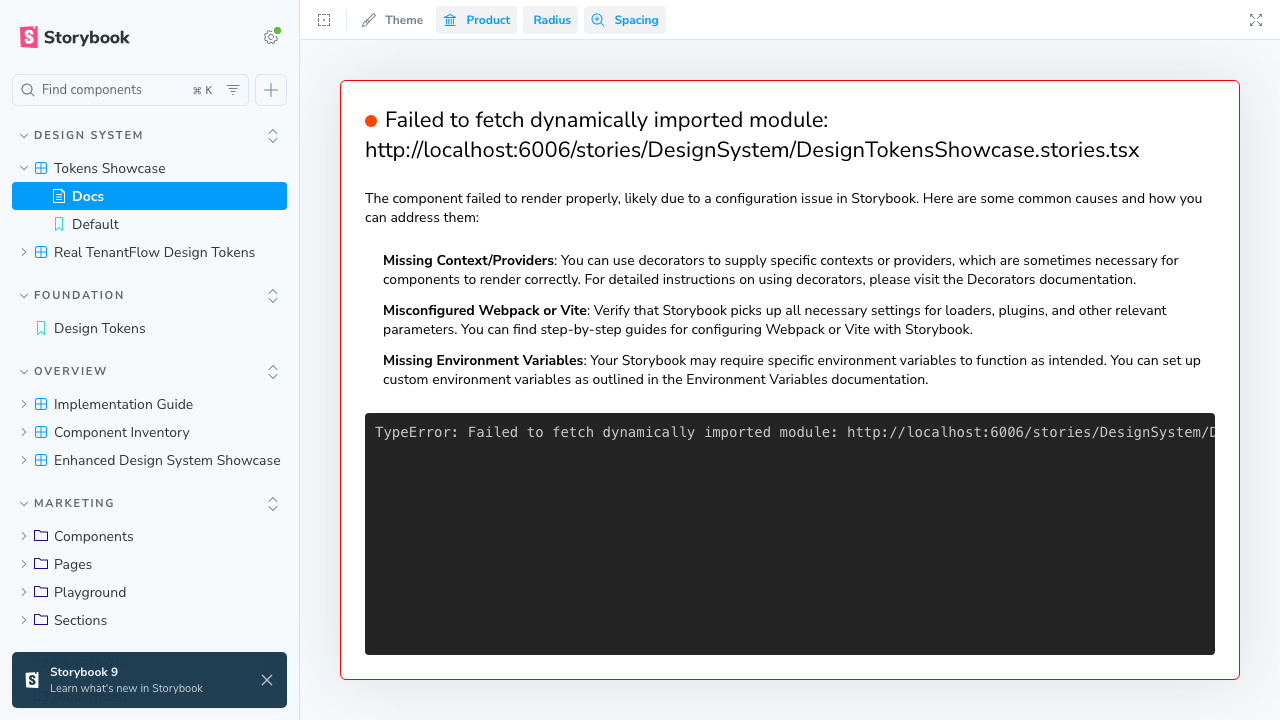 Storybook
Find components
⌘ K
DESIGN SYSTEM
Tokens Showcase
Docs
Default
Real TenantFlow Design Tokens
FOUNDATION
Design Tokens
OVERVIEW
Implementation Guide
Component Inventory
Enhanced Design System Showcase
MARKETING
Components
Pages
Playground
Sections
Storybook 9
Learn what's new in Storybook
Theme
Product
Radius
Spacing
Failed to fetch dynamically imported module:
http://localhost:6006/stories/DesignSystem/DesignTokensShowcase.stories.tsx
The component failed to render properly, likely due to a configuration issue in Storybook. Here are some common causes and how you
can address them:
Missing Context/Providers: You can use decorators to supply specific contexts or providers, which are sometimes necessary for
components to render correctly. For detailed instructions on using decorators, please visit the Decorators documentation.
Misconfigured Webpack or Vite: Verify that Storybook picks up all necessary settings for loaders, plugins, and other relevant
parameters. You can find step-by-step guides for configuring Webpack or Vite with Storybook.
Missing Environment Variables: Your Storybook may require specific environment variables to function as intended. You can set up
custom environment variables as outlined in the Environment Variables documentation.
TypeError: Failed to fetch dynamically imported module: http://localhost:6006/stories/DesignSystem/D